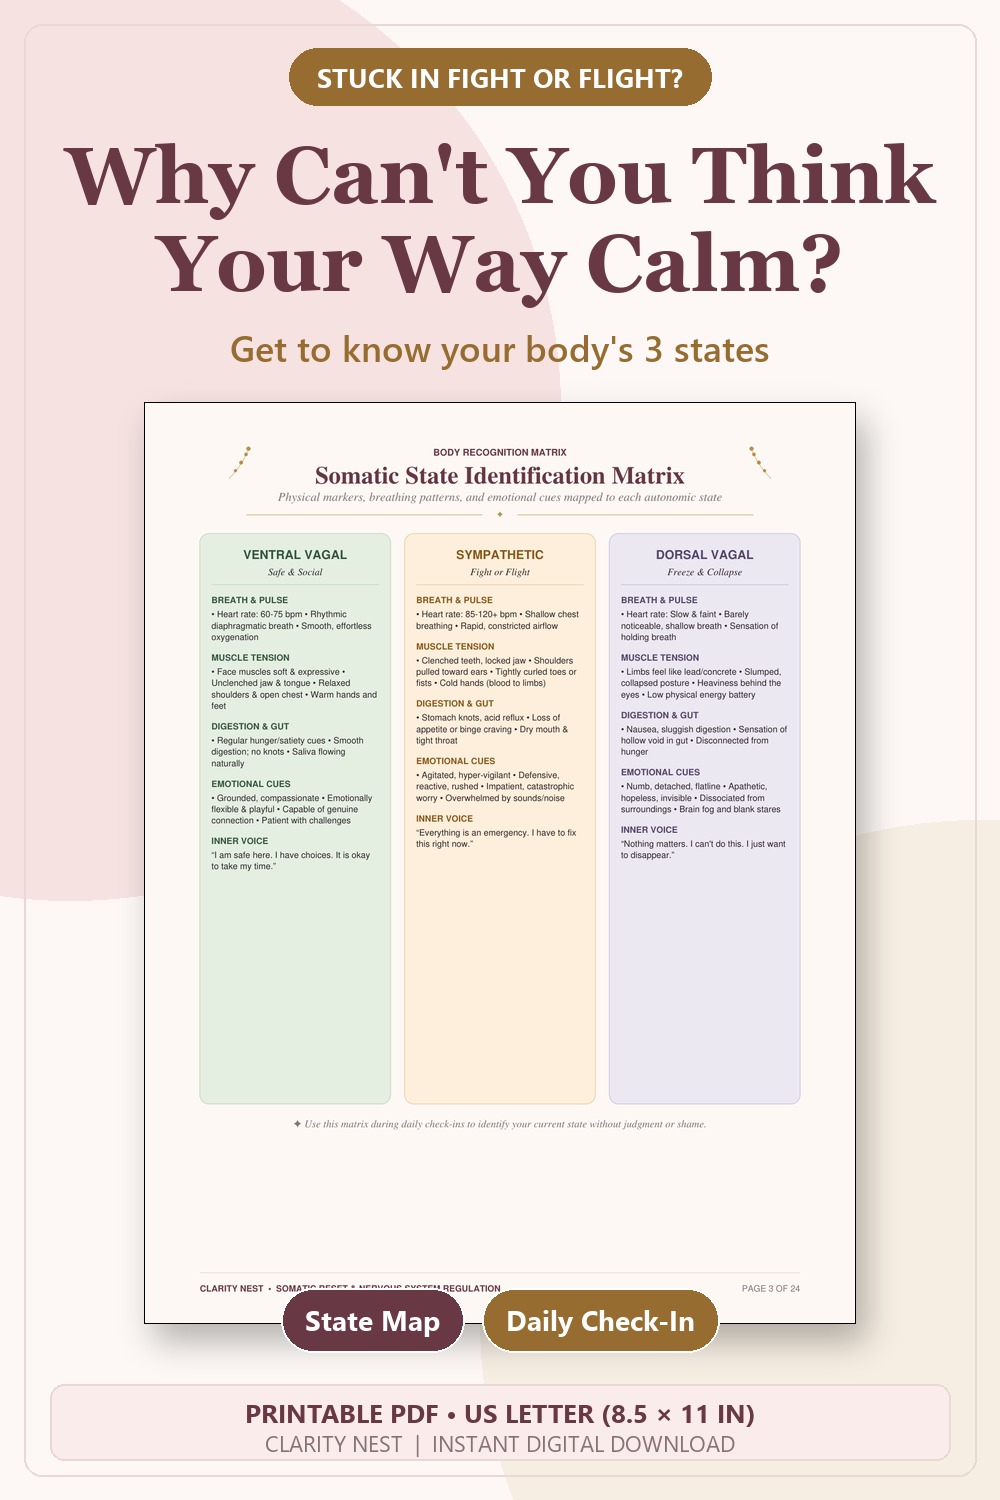 STUCK IN FIGHT OR FLIGHT?
Why Can't You Think
Your Way Calm?
Get to know your body's 3 states
BODY RECOGNITION MATRIX
Somatic State Identification Matrix
Physical markers, breathing patterns, and emotional cues mapped to each autonomic state
VENTRAL VAGAL
Safe & Social
BREATH & PULSE
• Heart rate: 60-75 bpm • Rhythmic
diaphragmatic breath • Smooth, effortless
oxygenation
MUSCLE TENSION
• Face muscles soft & expressive •
Unclenched jaw & tongue • Relaxed
shoulders & open chest • Warm hands and
feet
DIGESTION & GUT
• Regular hunger/satiety cues • Smooth
digestion; no knots • Saliva flowing
naturally
EMOTIONAL CUES
• Grounded, compassionate • Emotionally
flexible & playful • Capable of genuine
connection • Patient with challenges
INNER VOICE
“I am safe here. I have choices. It is okay
to take my time.”
SYMPATHETIC
Fight or Flight
BREATH & PULSE
• Heart rate: 85-120+ bpm • Shallow chest
breathing • Rapid, constricted airflow
MUSCLE TENSION
• Clenched teeth, locked jaw • Shoulders
pulled toward ears • Tightly curled toes or
fists • Cold hands (blood to limbs)
DIGESTION & GUT
• Stomach knots, acid reflux • Loss of
appetite or binge craving • Dry mouth &
tight throat
EMOTIONAL CUES
• Agitated, hyper-vigilant • Defensive,
reactive, rushed • Impatient, catastrophic
worry • Overwhelmed by sounds/noise
INNER VOICE
“Everything is an emergency. I have to fix
this right now.”
DORSAL VAGAL
Freeze & Collapse
BREATH & PULSE
• Heart rate: Slow & faint • Barely
noticeable, shallow breath • Sensation of
holding breath
MUSCLE TENSION
• Limbs feel like lead/concrete • Slumped,
collapsed posture • Heaviness behind the
eyes • Low physical energy battery
DIGESTION & GUT
• Nausea, sluggish digestion • Sensation of
hollow void in gut • Disconnected from
hunger
EMOTIONAL CUES
• Numb, detached, flatline • Apathetic,
hopeless, invisible • Dissociated from
surroundings • Brain fog and blank stares
INNER VOICE
“Nothing matters. I can't do this. I just want
to disappear.”
✦ Use this matrix during daily check-ins to identify your current state without judgment or shame.
CLARITY NEST • SOMATIC RESET & NERVOUS SYSTEM REGULATION
PAGE 3 OF 24
State Map
Daily Check-In
PRINTABLE PDF • US LETTER (8.5 × 11 IN)
CLARITY NEST | INSTANT DIGITAL DOWNLOAD